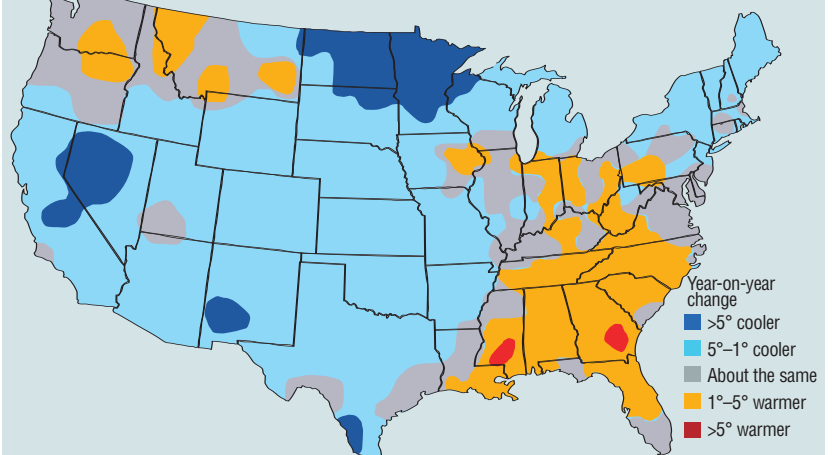 Year-on-year
change
>5° cooler
5°–1° cooler
About the same
1°–5° warmer
>5° warmer